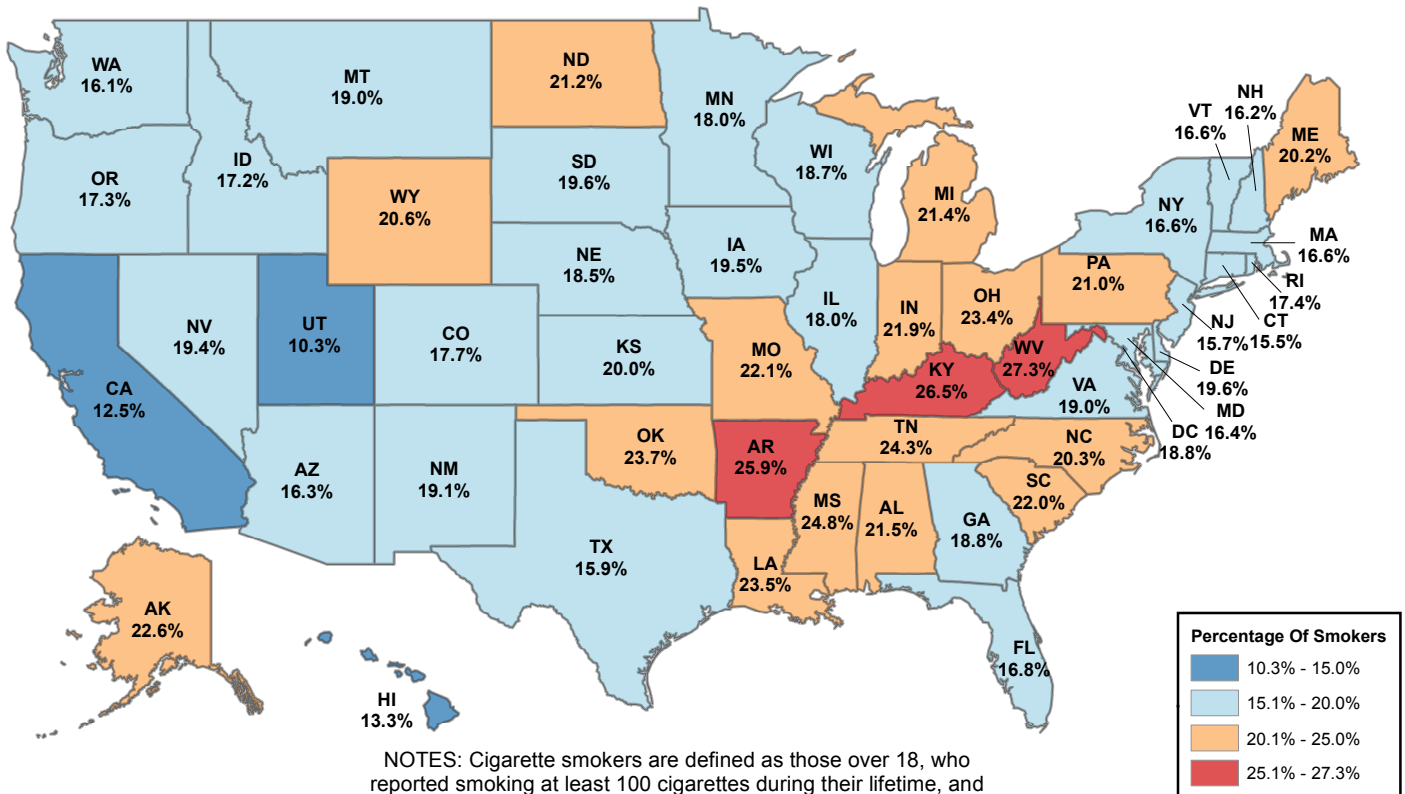 WA
16.1%
MT
19.0%
ND
21.2%
MN
18.0%
VT
16.6%
NH
16.2%
ME
20.2%
OR
17.3%
ID
17.2%
WY
20.6%
SD
19.6%
WI
18.7%
MI
21.4%
NY
16.6%
MA
16.6%
RI
17.4%
CT
15.5%
NJ
15.7%
NE
18.5%
IA
19.5%
IL
18.0%
IN
21.9%
OH
23.4%
PA
21.0%
DE
19.6%
MD
16.4%
DC
18.8%
CA
12.5%
NV
19.4%
UT
10.3%
CO
17.7%
KS
20.0%
MO
22.1%
KY
26.5%
WV
27.3%
VA
19.0%
AZ
16.3%
NM
19.1%
OK
23.7%
AR
25.9%
TN
24.3%
NC
20.3%
SC
22.0%
TX
15.9%
LA
23.5%
MS
24.8%
AL
21.5%
GA
18.8%
FL
16.8%
AK
22.6%
HI
13.3%
Percentage Of Smokers
10.3% - 15.0%
15.1% - 20.0%
20.1% - 25.0%
25.1% - 27.3%
NOTES: Cigarette smokers are defined as those over 18, who
reported smoking at least 100 cigarettes during their lifetime, and